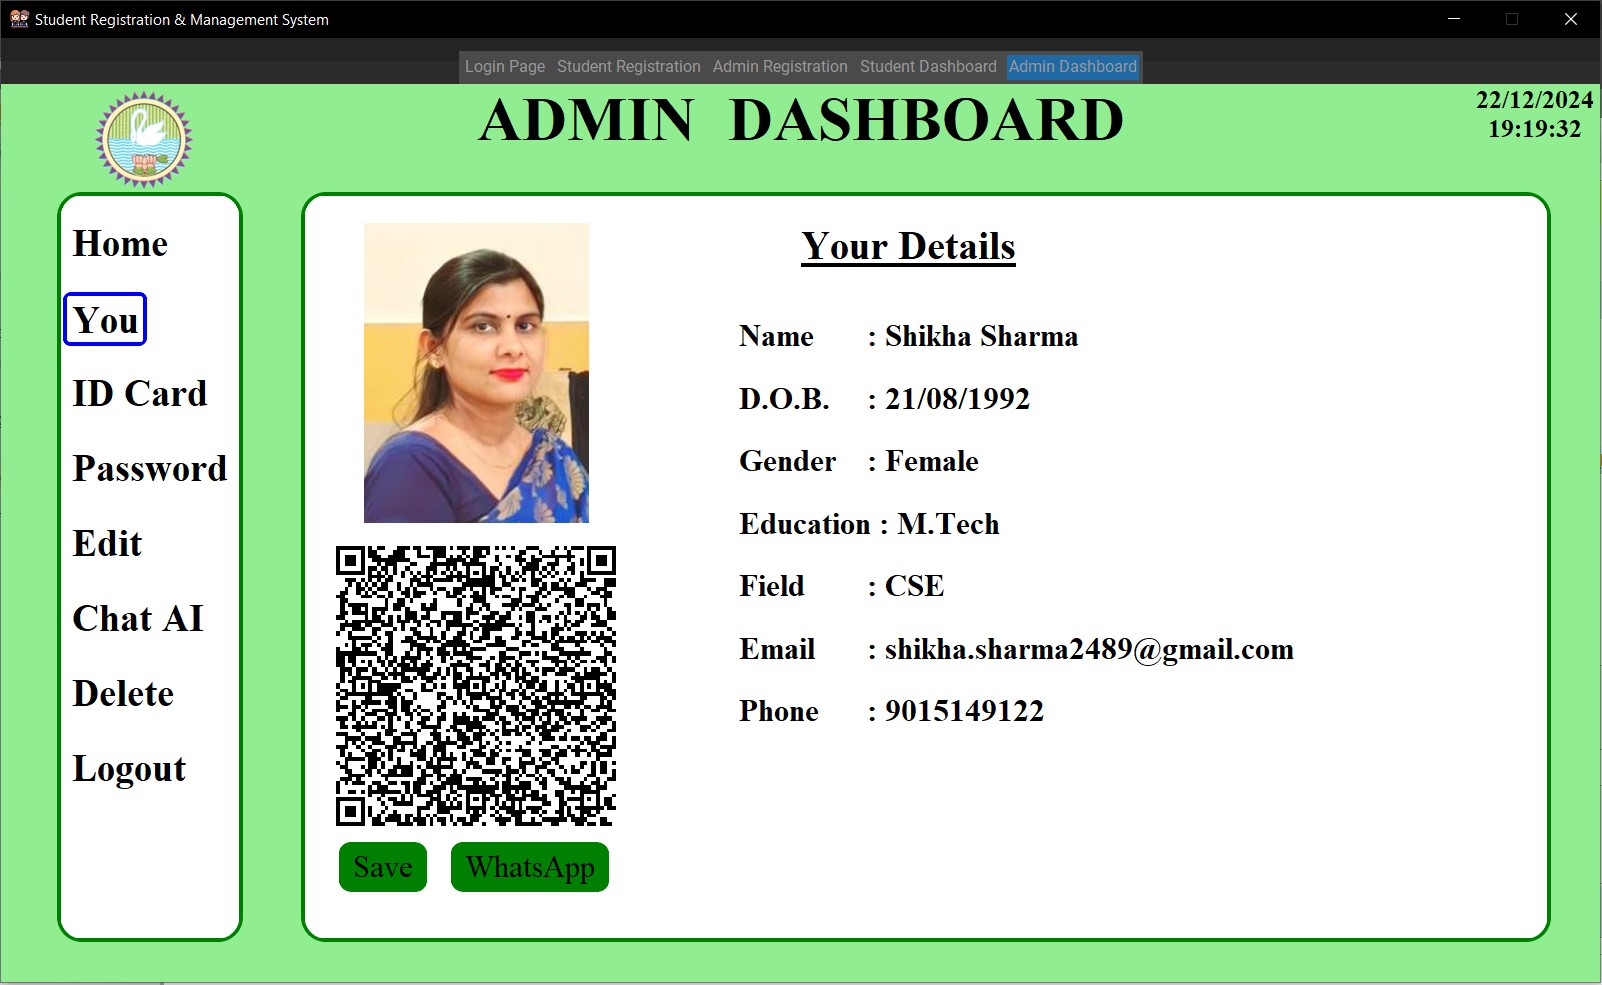 Student Registration & Management System
Login Page Student Registration Admin Registration Student Dashboard Admin Dashboard
ADMIN DASHBOARD
22/12/2024
19:19:32
Home
You
ID Card
Password
Edit
Chat AI
Delete
Logout
Your Details
Name : Shikha Sharma
D.O.B. : 21/08/1992
Gender : Female
Education : M.Tech
Field : CSE
Email : shikha.sharma2489@gmail.com
Phone : 9015149122
Save WhatsApp